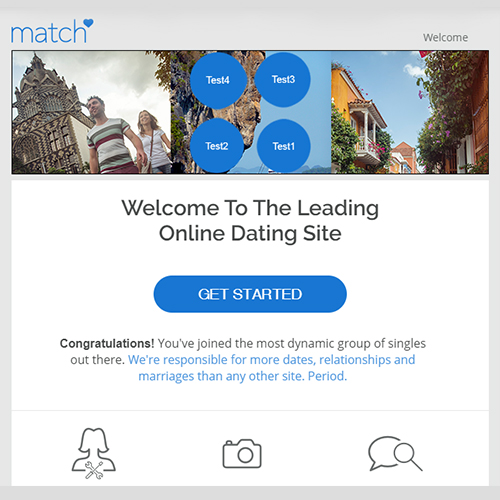 match
Welcome
Test4
Test3
Test2
Test1
Welcome To The Leading
Online Dating Site
GET STARTED
Congratulations! You've joined the most dynamic group of singles
out there. We're responsible for more dates, relationships and
marriages than any other site. Period.